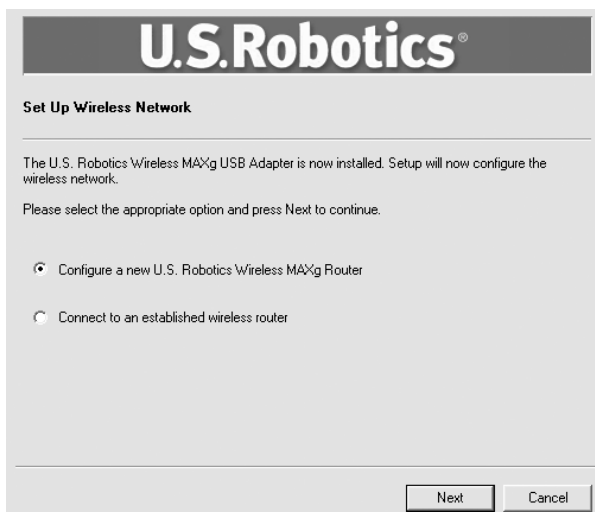 U.S.Robotics®
Set Up Wireless Network
The U.S. Robotics Wireless MAXg USB Adapter is now installed. Setup will now configure the
wireless network.
Please select the appropriate option and press Next to continue.
Configure a new U.S. Robotics Wireless MAXg Router
Connect to an established wireless router
Next
Cancel